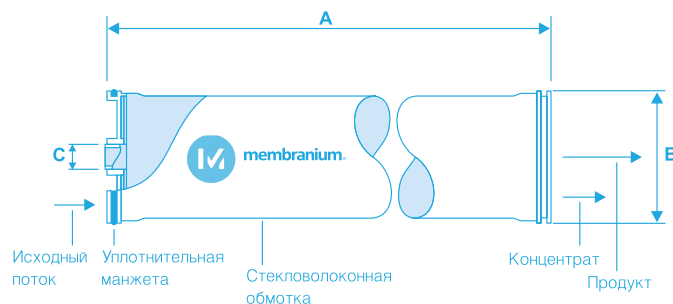 A
C
membranium®
B
Исходный
поток
Уплотнительная
манжета
Стекловолоконная
обмотка
Концентрат
Продукт